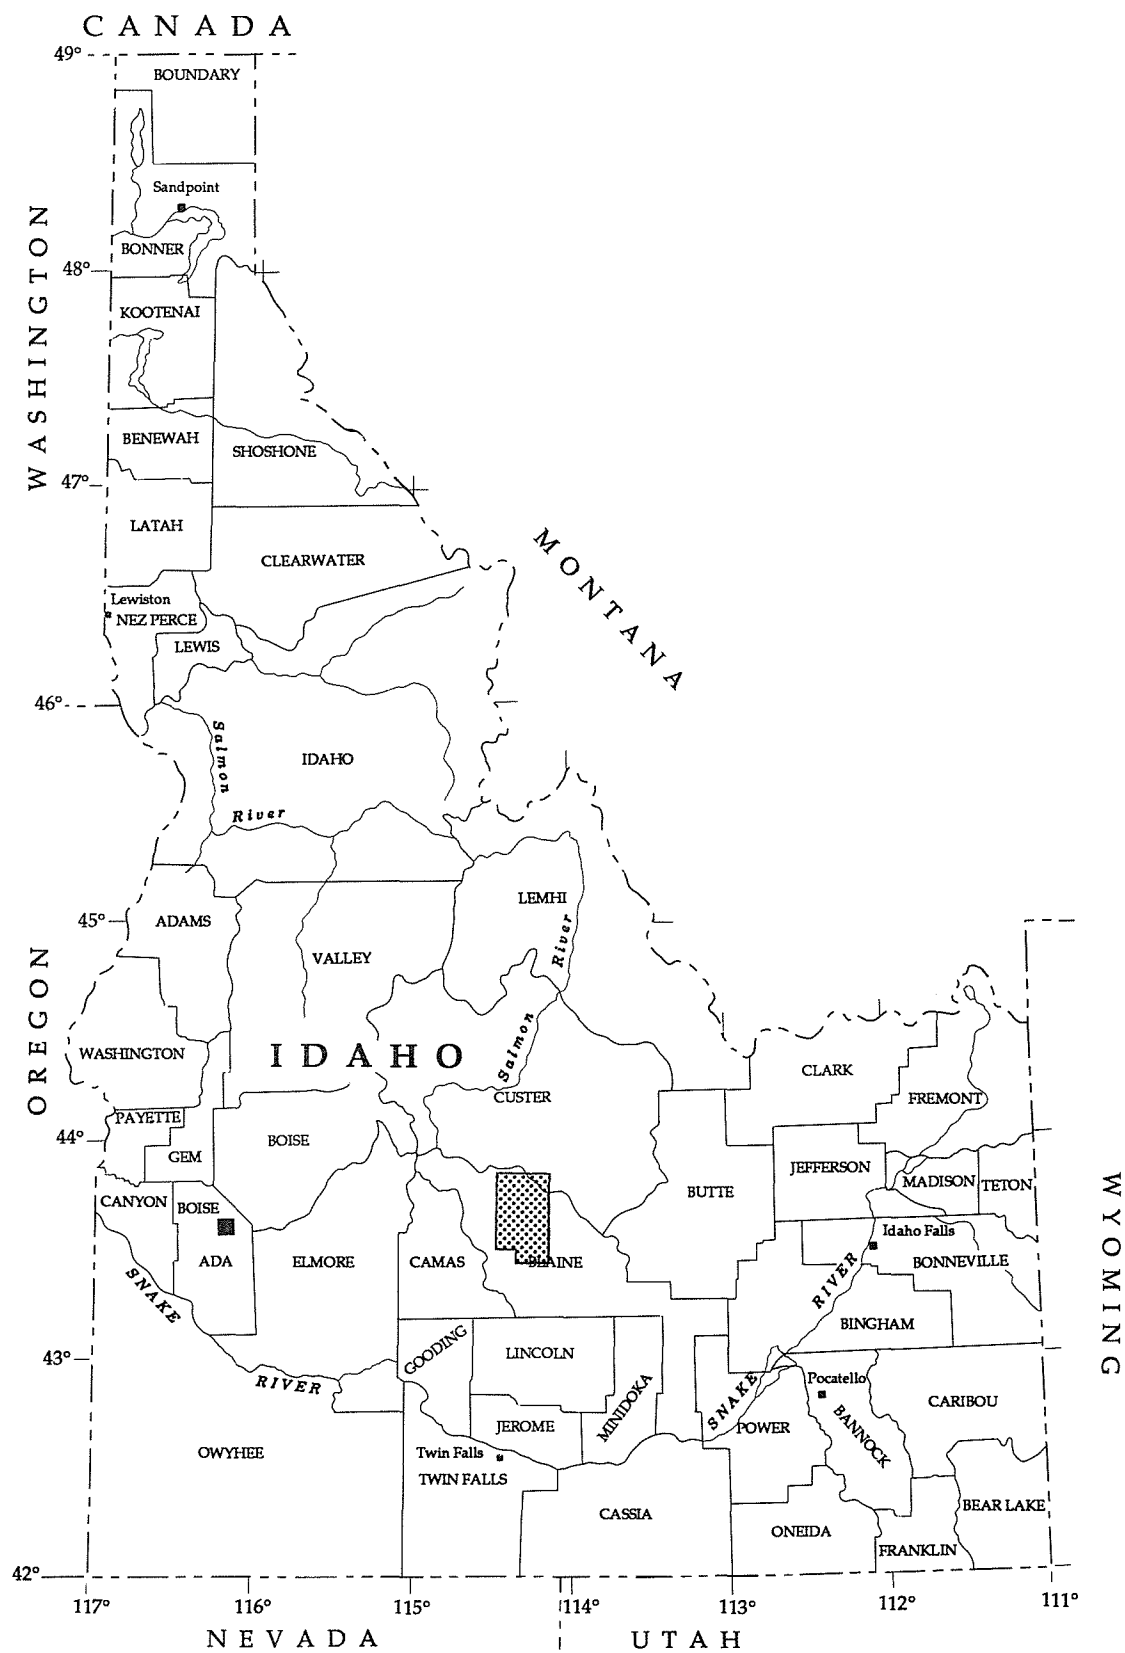 CANADA
49°
BOUNDARY
Sandpoint
WASHINGTON
BONNER
48°
KOOTENAI
BENEWAH
SHOSHONE
47°
LATAH
MONTANA
CLEARWATER
Lewiston
NEZ PERCE
LEWIS
46°
Salmon
River
IDAHO
LEMHI
River
45°
ADAMS
VALLEY
OREGON
Salmon
WASHINGTON
IDAHO
CLARK
CUSTER
FREMONT
PAYETTE
44°
BOISE
GEM
JEFFERSON
MADISON
TETON
WYOMING
CANYON
BOISE
BUTTE
Idaho Falls
ADA
ELMORE
CAMAS
BLAINE
BONNEVILLE
SNAKE
RIVER
RIVER
BINGHAM
GOODING
LINCOLN
43°
Pocatello
SNAKE
MINIDOKA
CARIBOU
JEROME
POWER
BANNOCK
OWYHEE
Twin Falls
TWIN FALLS
CASSIA
BEAR LAKE
ONEIDA
FRANKLIN
42°
117° 116° 115° 114° 113° 112° 111°
NEVADA UTAH